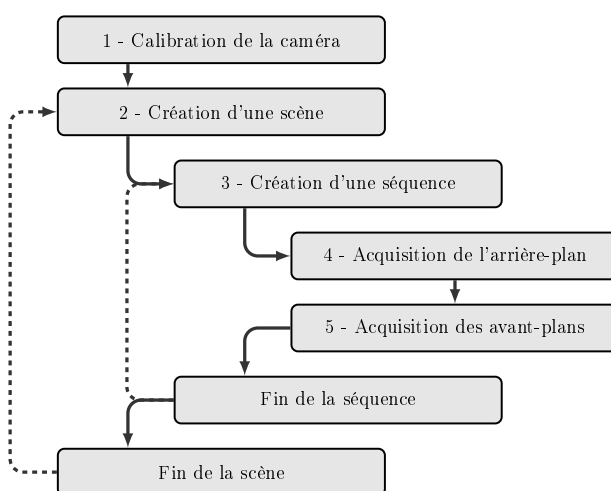 1 - Calibration de la caméra
2 - Création d'une scène
3 - Création d'une séquence
4 - Acquisition de l'arrière-plan
5 - Acquisition des avant-plans
Fin de la séquence
Fin de la scène